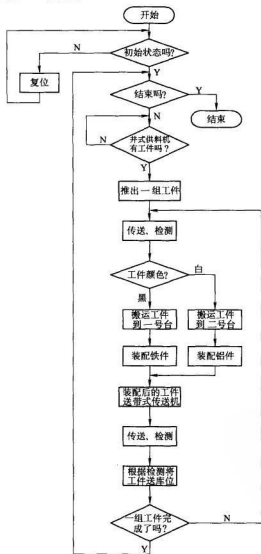 开始
初始状态吗?
N
Y
复位
结束吗?
Y
N
结束
井式供料机
有工件吗?
N
Y
推出一组工件
传送、检测
工件颜色?
白
黑
搬运工件
到一号台
搬运工件
到二号台
装配铁件
装配铝件
装配后的工件
送带式传送机
传送、检测
根据检测将
工件送库位
一组工件完
成了吗?
N
Y